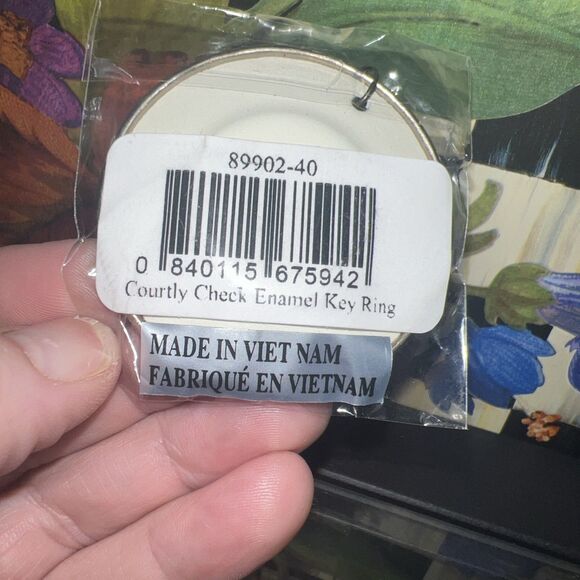 89902-40
0 840115 675942
Courtly Check Enamel Key Ring
MADE IN VIET NAM
FABRIQUÉ EN VIETNAM